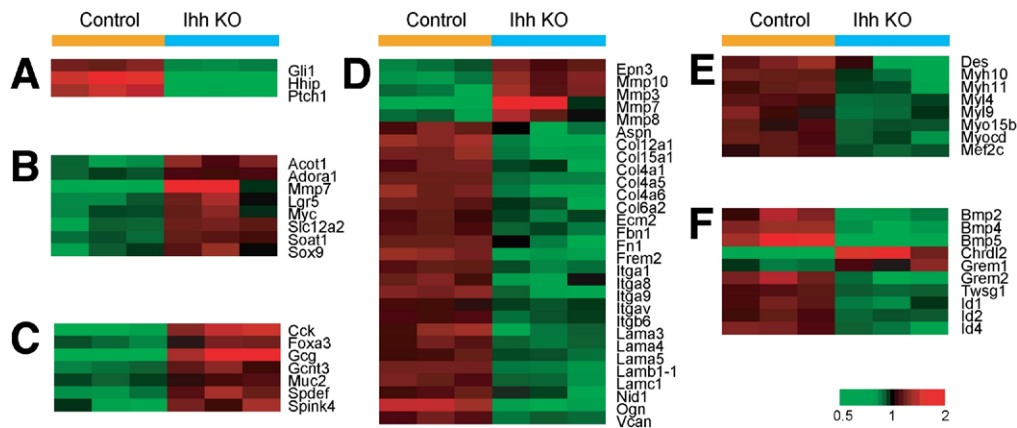 Control Ihh KO
A
Gli1
Hhip
Ptch1
B
Acot1
Adora1
Mmp7
Lgr5
Myc
Slc12a2
Soat1
Sox9
C
Cck
Foxa3
Gcg
Gcnt3
Muc2
Spdef
Spink4
Control Ihh KO
D
Epn3
Mmp10
Mmp3
Mmp7
Mmp8
Aspn
Col12a1
Col15a1
Col4a1
Col4a5
Col4a6
Col6a2
Ecm2
Fbn1
Fn1
Frem2
Itga1
Itga8
Itga9
Itgav
Itgb6
Lama3
Lama4
Lama5
Lamb1-1
Lamc1
Nid1
Ogn
Vcan
Control Ihh KO
E
Des
Myh10
Myh11
Myl4
Myl9
Myo15b
Myocd
Mef2c
F
Bmp2
Bmp4
Bmp5
Chrdl2
Grem1
Grem2
Twsg1
Id1
Id2
Id4
0.5 1 2